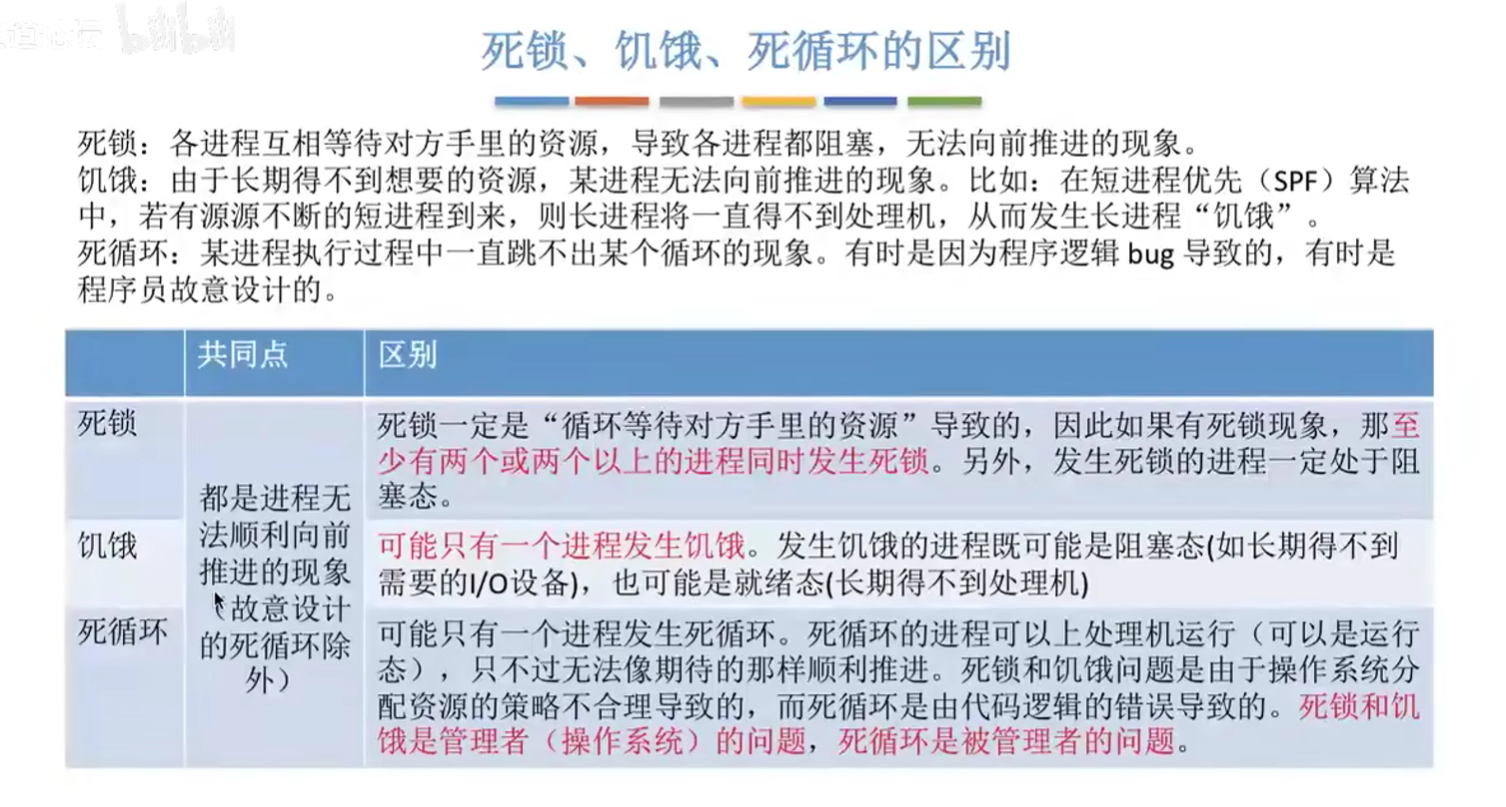 道论坛 bilibili
死锁、饥饿、死循环的区别
死锁：各进程互相等待对方手里的资源，导致各进程都阻塞，无法向前推进的现象。
饥饿：由于长期得不到想要的资源，某进程无法向前推进的现象。比如：在短进程优先（SPF）算法
中，若有源源不断的短进程到来，则长进程将一直得不到处理机，从而发生长进程“饥饿”。
死循环：某进程执行过程中一直跳不出某个循环的现象。有时是因为程序逻辑 bug 导致的，有时是
程序员故意设计的。
共同点
区别
死锁
死锁一定是“循环等待对方手里的资源”导致的，因此如果有死锁现象，那至
少有两个或两个以上的进程同时发生死锁。另外，发生死锁的进程一定处于阻
塞态。
都是进程无
法顺利向前
推进的现象
（故意设计
的死循环除
外）
饥饿
可能只有一个进程发生饥饿。发生饥饿的进程既可能是阻塞态(如长期得不到
需要的I/O设备)，也可能是就绪态(长期得不到处理机)
死循环
可能只有一个进程发生死循环。死循环的进程可以上处理机运行（可以是运行
态），只不过无法像期待的那样顺利推进。死锁和饥饿问题是由于操作系统分
配资源的策略不合理导致的，而死循环是由代码逻辑的错误导致的。死锁和饥
饿是管理者（操作系统）的问题，死循环是被管理者的问题。